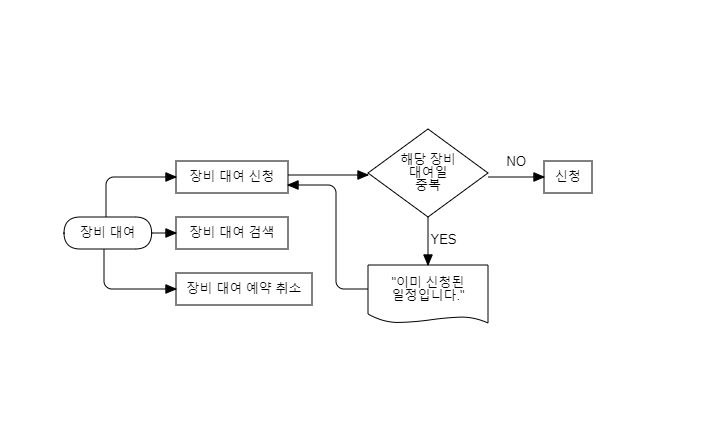 장비 대여
장비 대여 신청
장비 대여 검색
장비 대여 예약 취소
해당 장비
대여일
중복
NO
신청
YES
"이미 신청된
일정입니다."